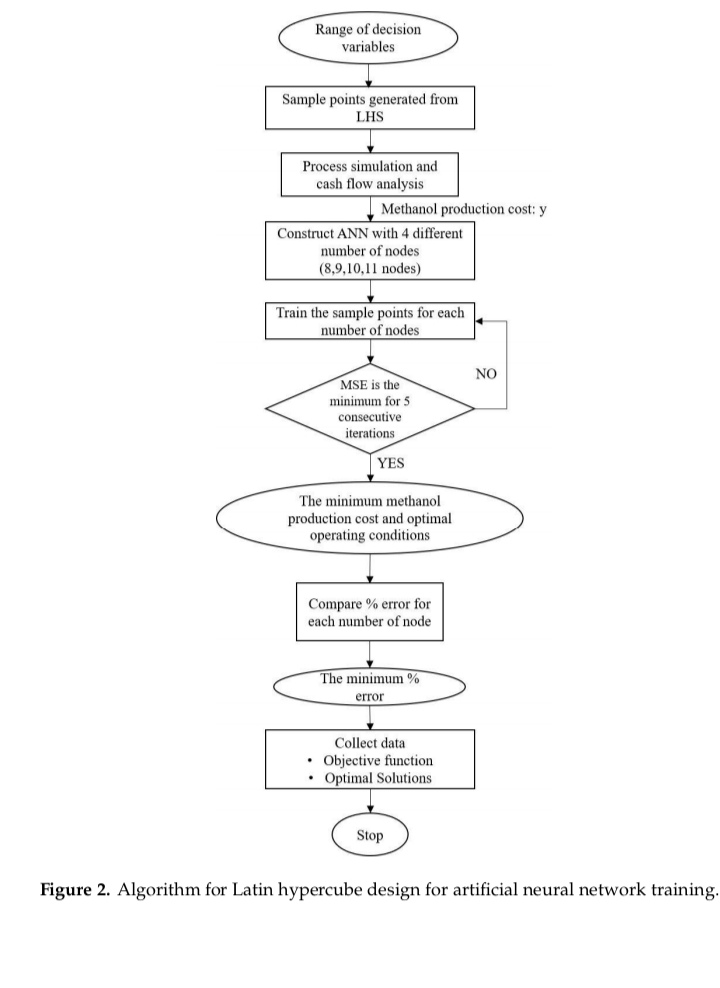 Range of decision
variables
Sample points generated from
LHS
Process simulation and
cash flow analysis
Methanol production cost: y
Construct ANN with 4 different
number of nodes
(8,9,10,11 nodes)
Train the sample points for each
number of nodes
NO
MSE is the
minimum for 5
consecutive
iterations
YES
The minimum methanol
production cost and optimal
operating conditions
Compare % error for
each number of node
The minimum %
error
Collect data
• Objective function
• Optimal Solutions
Stop
Figure 2. Algorithm for Latin hypercube design for artificial neural network training.